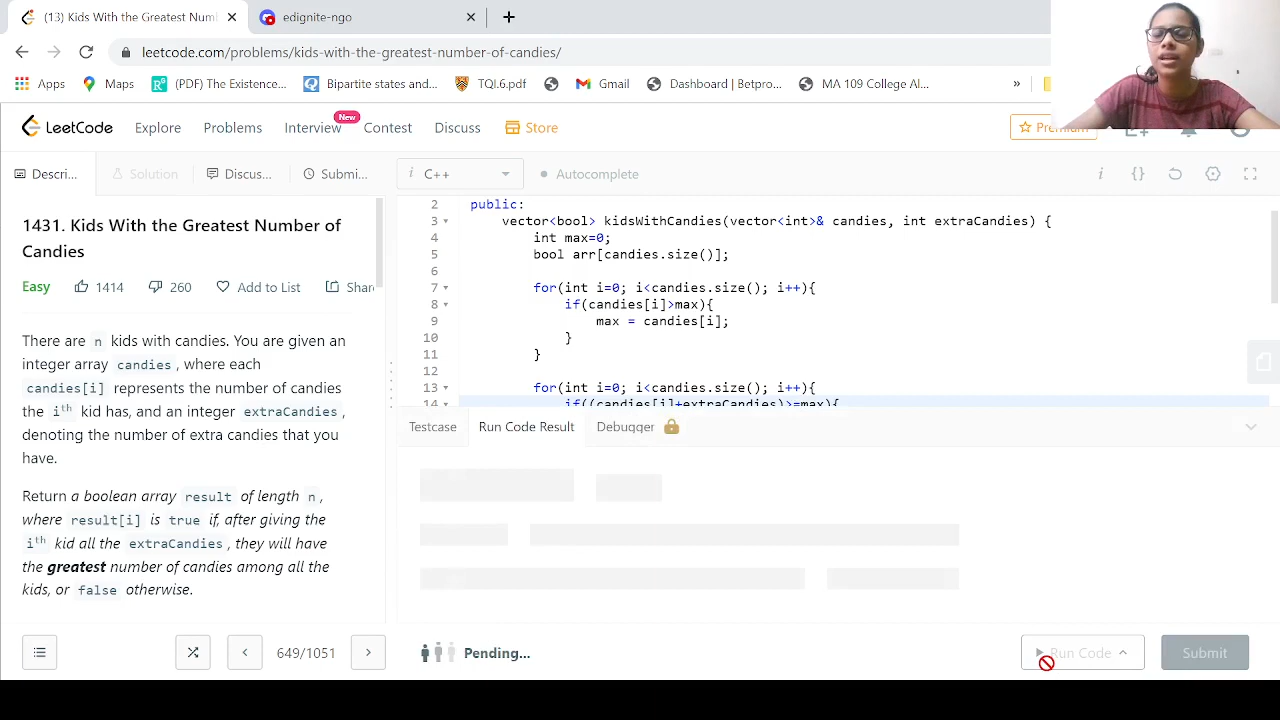 (13) Kids With the Greatest Num
edignite-ngo
leetcode.com/problems/kids-with-the-greatest-number-of-candies/
Apps
Maps
(PDF) The Existence...
Bipartite states and...
TQL6.pdf
Gmail
Dashboard | Betpro...
MA 109 College Al...
»
LeetCode
Explore
Problems
Interview
New
Contest
Discuss
Store
Descri...
Solution
Discus...
Submi...
i C++
Autocomplete
1431. Kids With the Greatest Number of
Candies
Easy
1414
260
Add to List
Shar
There are n kids with candies. You are given an
integer array candies, where each
candies[i] represents the number of candies
the ith kid has, and an integer extraCandies,
denoting the number of extra candies that you
have.
Return a boolean array result of length n,
where result[i] is true if, after giving the
ith kid all the extraCandies, they will have
the greatest number of candies among all the
kids, or false otherwise.
2 public:
3 vector<bool> kidsWithCandies(vector<int>& candies, int extraCandies) {
4 int max=0;
5 bool arr[candies.size()];
6
7 for(int i=0; i<candies.size(); i++){
8 if(candies[i]>max){
9 max = candies[i];
10 }
11 }
12
13 for(int i=0; i<candies.size(); i++){
14 if((candies[i]+extraCandies)>=max){
Testcase
Run Code Result
Debugger
649/1051
Pending...
Run Code
Submit